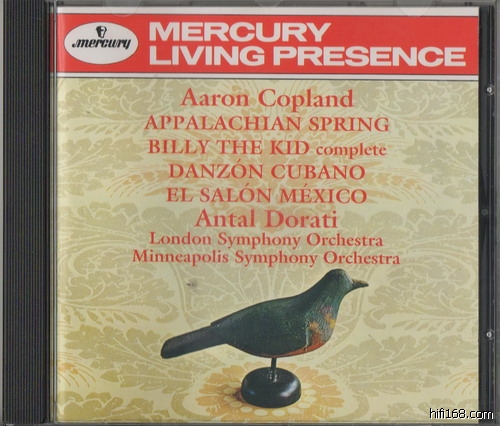 mercury
MERCURY
LIVING PRESENCE
Aaron Copland
APPALACHIAN SPRING
BILLY THE KID complete
DANZÓN CUBANO
EL SALÓN MÉXICO
Antal Dorati
London Symphony Orchestra
Minneapolis Symphony Orchestra
hifi168.com